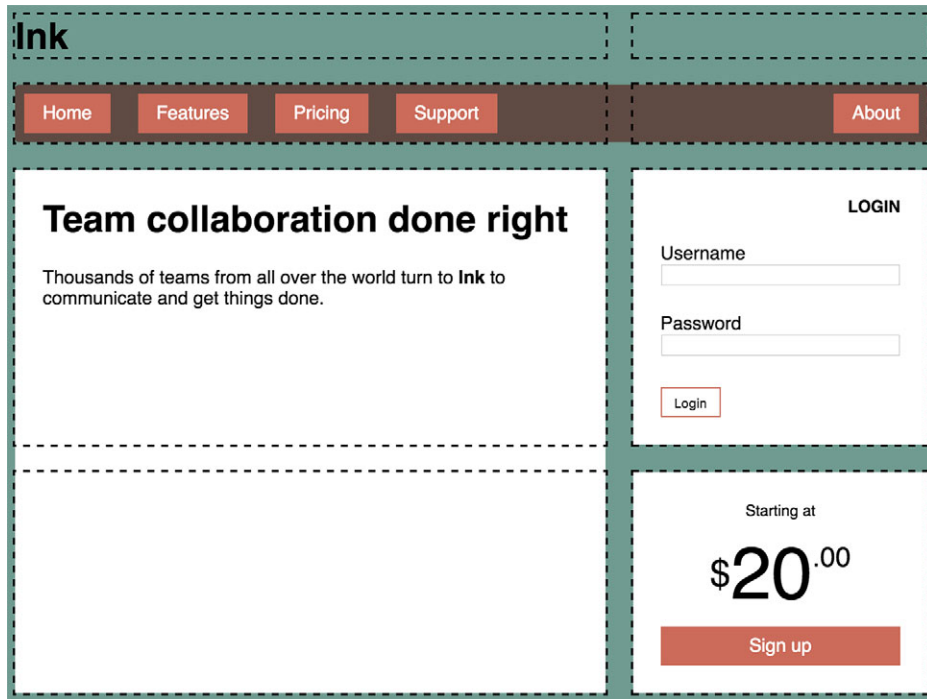 Ink
Home Features Pricing Support About
Team collaboration done right
Thousands of teams from all over the world turn to Ink to
communicate and get things done.
LOGIN
Username
Password
Login
Starting at
$20.00
Sign up